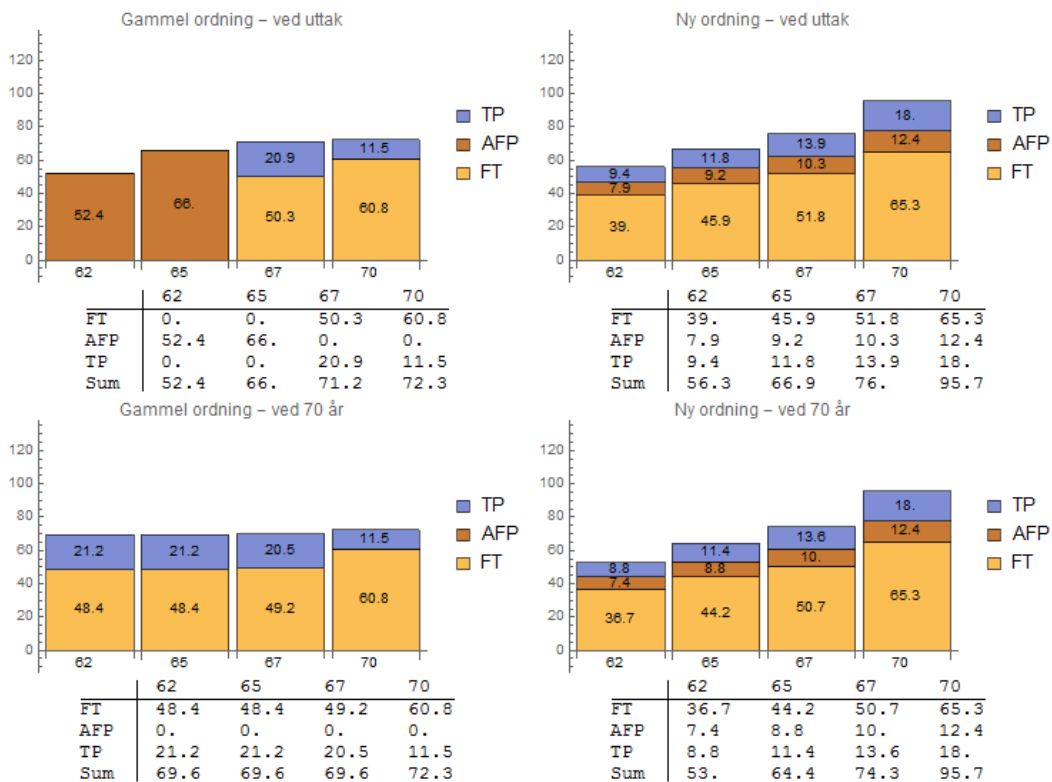 Gammel ordning – ved uttak
120
100
80
60
40
20
0
52.4
66.
20.9
50.3
11.5
60.8
62 65 67 70
TP
AFP
FT
62 65 67 70
FT 0. 0. 50.3 60.8
AFP 52.4 66. 0. 0.
TP 0. 0. 20.9 11.5
Sum 52.4 66. 71.2 72.3
Ny ordning – ved uttak
120
100
80
60
40
20
0
9.4
7.9
39.
11.8
9.2
45.9
13.9
10.3
51.8
18.
12.4
65.3
62 65 67 70
TP
AFP
FT
62 65 67 70
FT 39. 45.9 51.8 65.3
AFP 7.9 9.2 10.3 12.4
TP 9.4 11.8 13.9 18.
Sum 56.3 66.9 76. 95.7
Gammel ordning – ved 70 år
120
100
80
60
40
20
0
21.2
48.4
21.2
48.4
20.5
49.2
11.5
60.8
62 65 67 70
TP
AFP
FT
62 65 67 70
FT 48.4 48.4 49.2 60.8
AFP 0. 0. 0. 0.
TP 21.2 21.2 20.5 11.5
Sum 69.6 69.6 69.6 72.3
Ny ordning – ved 70 år
120
100
80
60
40
20
0
8.8
7.4
36.7
11.4
8.8
44.2
13.6
10.
50.7
18.
12.4
65.3
62 65 67 70
TP
AFP
FT
62 65 67 70
FT 36.7 44.2 50.7 65.3
AFP 7.4 8.8 10. 12.4
TP 8.8 11.4 13.6 18.
Sum 53. 64.4 74.3 95.7